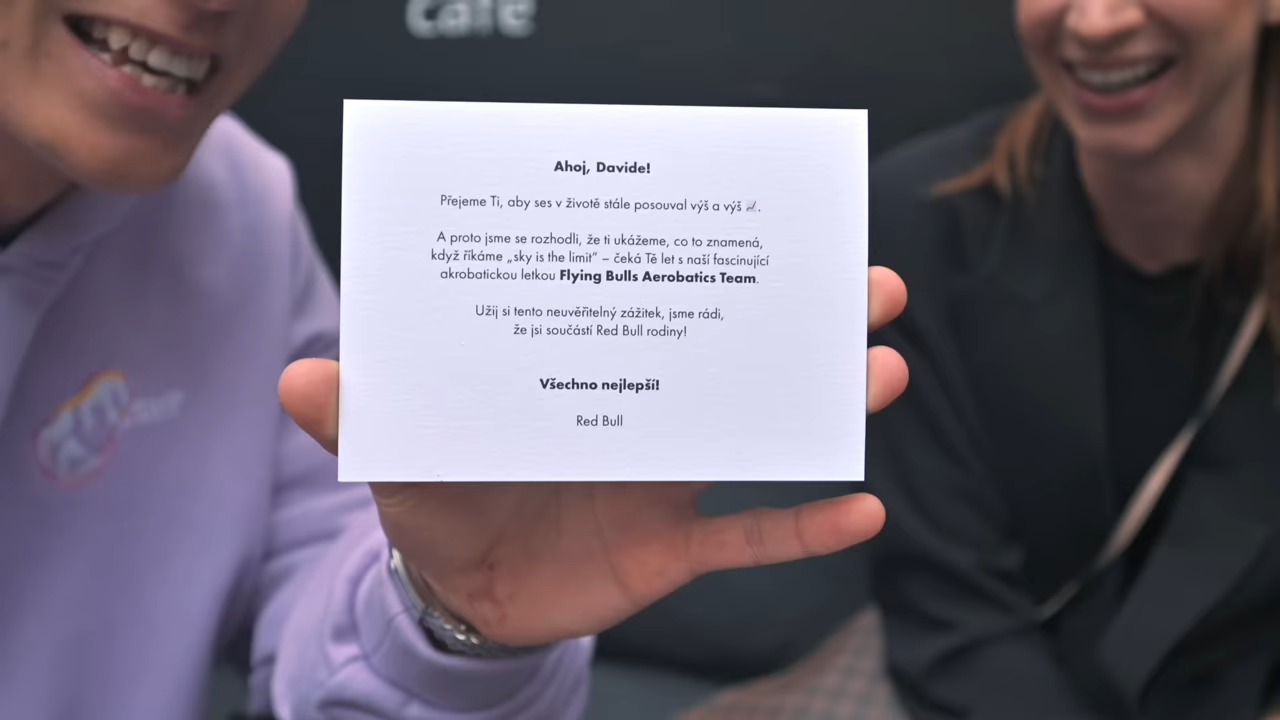 café
Ahoj, Davide!
Přejeme Ti, aby ses v životě stále posouval výš a výš 📈.
A proto jsme se rozhodli, že ti ukážeme, co to znamená,
když říkáme „sky is the limit” – čeká Tě let s naší fascinující
akrobatickou letkou Flying Bulls Aerobatics Team.
Užij si tento neuvěřitelný zážitek, jsme rádi,
že jsi součástí Red Bull rodiny!
Všechno nejlepší!
Red Bull